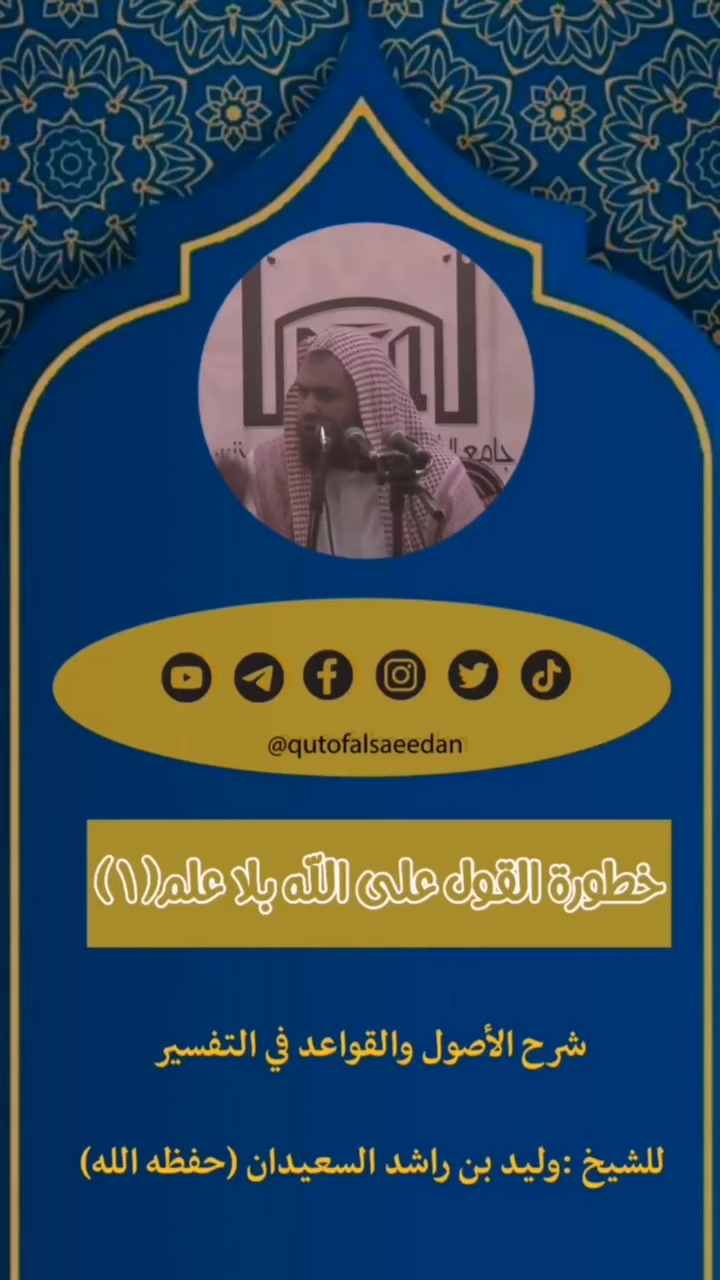 جامع
@qutofalsaeedan
خطورة القول على الله بلا علم(١)
شرح الأصول والقواعد في التفسير
للشيخ :وليد بن راشد السعيدان (حفظه الله)